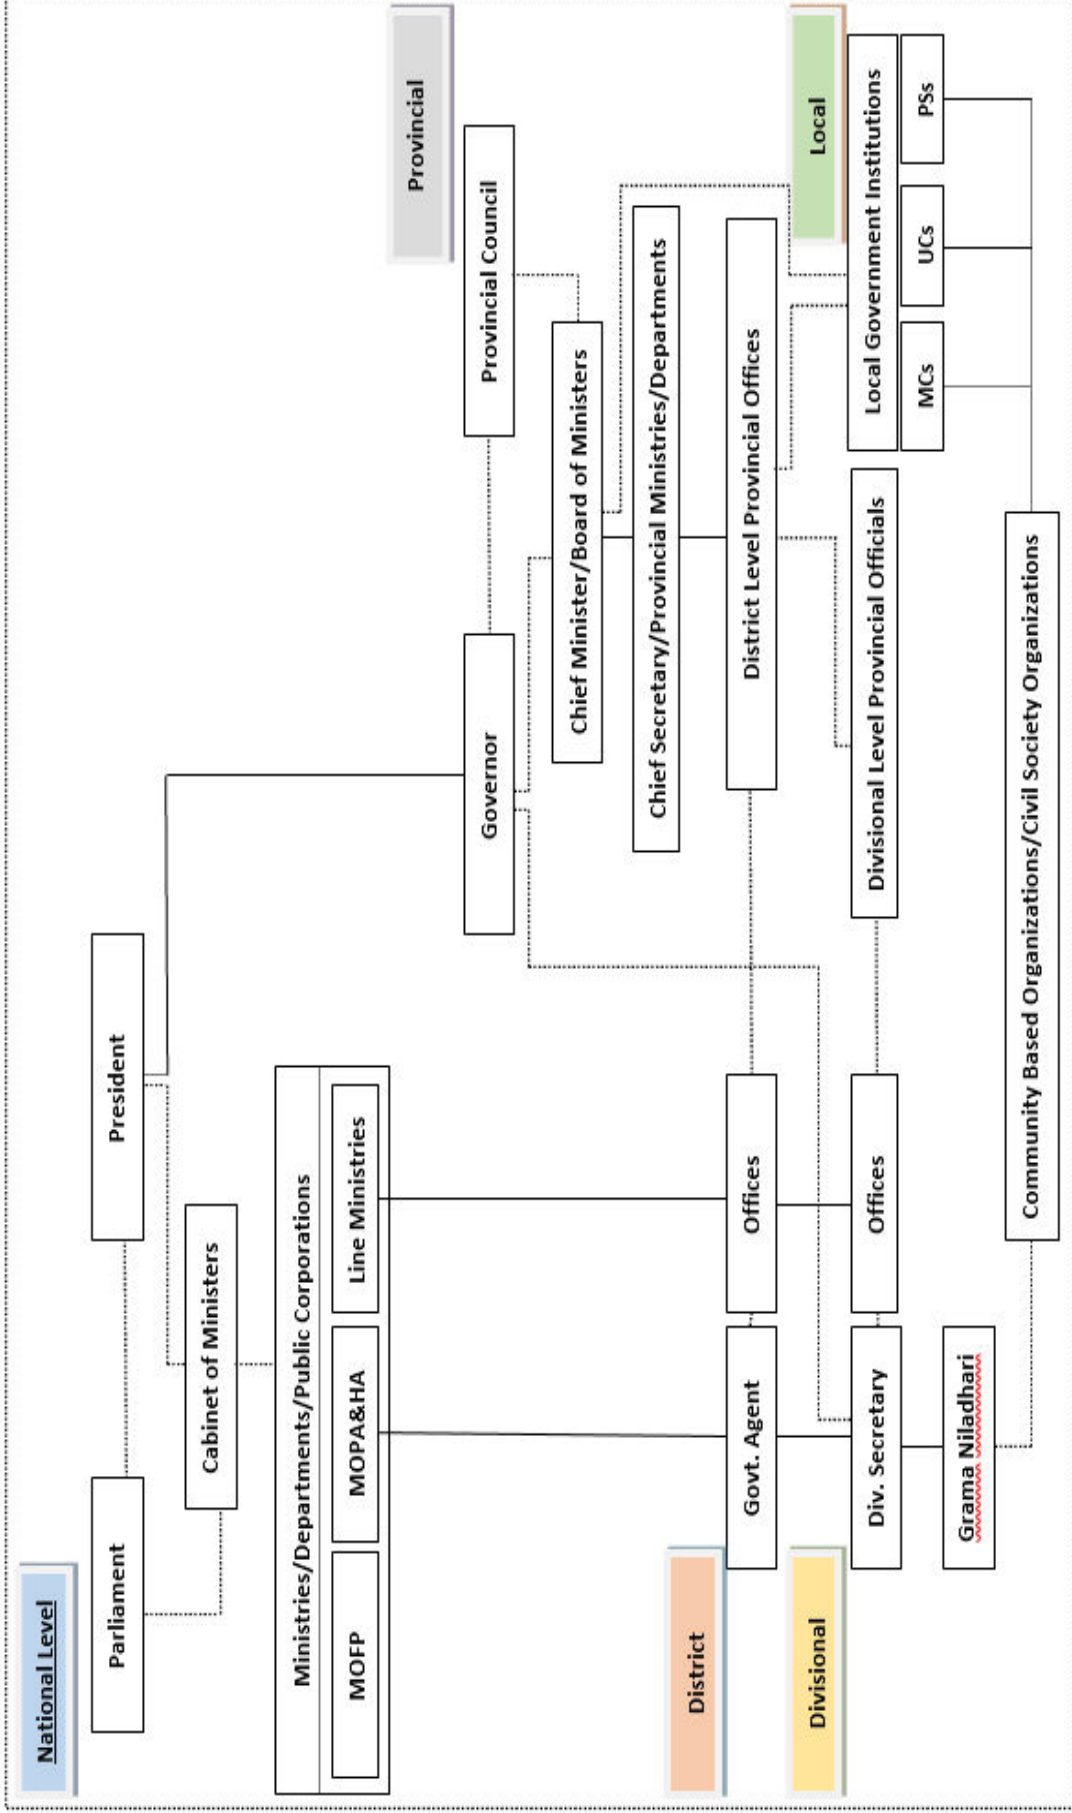 National Level
Parliament
President
Cabinet of Ministers
Ministries/Departments/Public Corporations
MOFP
MOPA&HA
Line Ministries
Provincial
Governor
Provincial Council
Chief Minister/Board of Ministers
Chief Secretary/Provincial Ministries/Departments
District
Govt. Agent
Offices
District Level Provincial Offices
Divisional
Local
Div. Secretary
Offices
Divisional Level Provincial Officials
Local Government Institutions
MCs
UCs
PSs
Grama Niladhari
Community Based Organizations/Civil Society Organizations